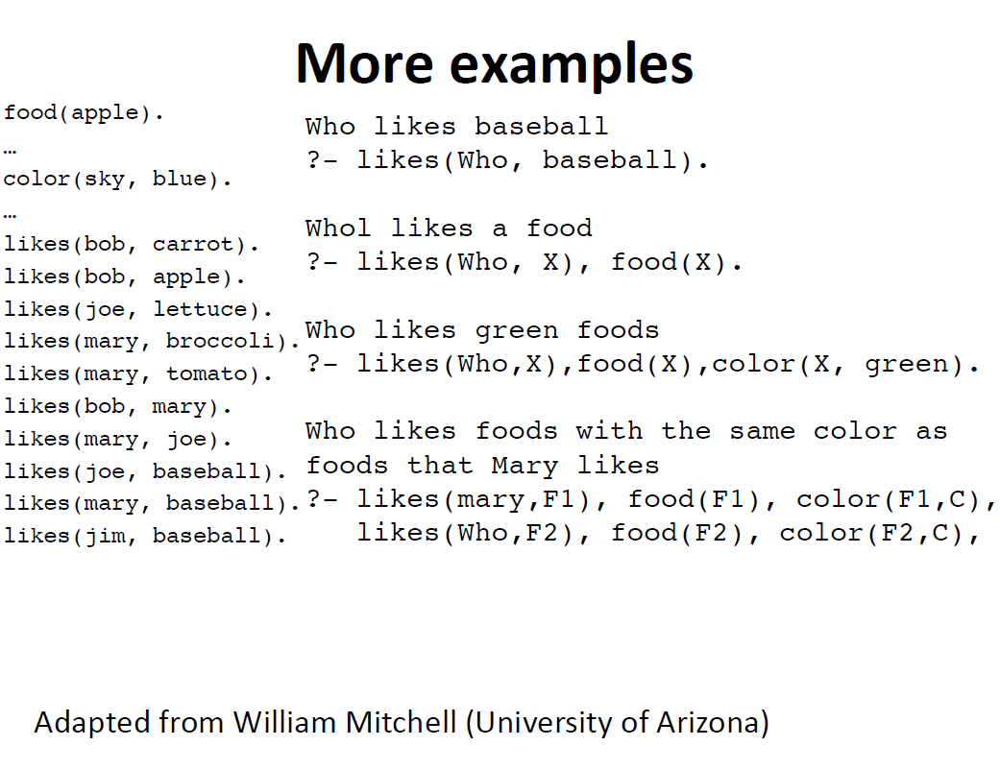 More examples
food(apple).
…
color(sky, blue).
…
likes(bob, carrot).
likes(bob, apple).
likes(joe, lettuce).
likes(mary, broccoli).
likes(mary, tomato).
likes(bob, mary).
likes(mary, joe).
likes(joe, baseball).
likes(mary, baseball).
likes(jim, baseball).
Who likes baseball
?- likes(Who, baseball).
Whol likes a food
?- likes(Who, X), food(X).
Who likes green foods
?- likes(Who,X),food(X),color(X, green).
Who likes foods with the same color as
foods that Mary likes
?- likes(mary,F1), food(F1), color(F1,C),
likes(Who,F2), food(F2), color(F2,C),
Adapted from William Mitchell (University of Arizona)